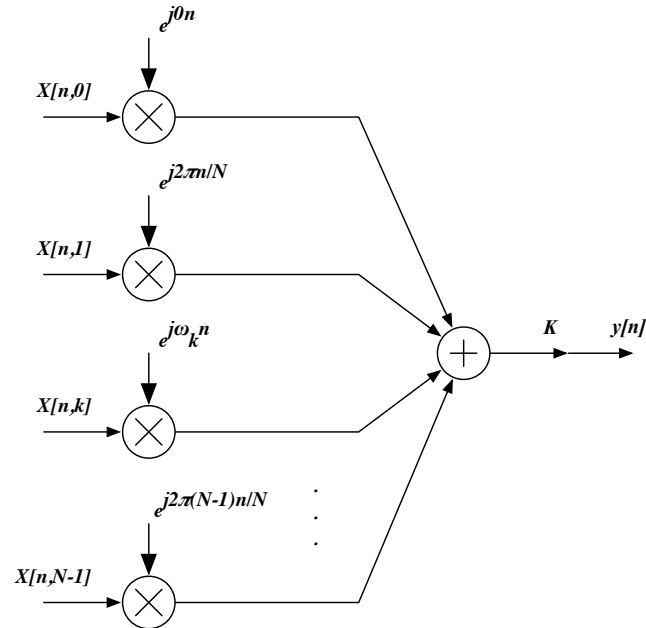 e^{j0n}
X[n,0]
e^{j2πn/N}
X[n,1]
e^{jω_k n}
K
y[n]
X[n,k]
e^{j2π(N-1)n/N}
X[n,N-1]